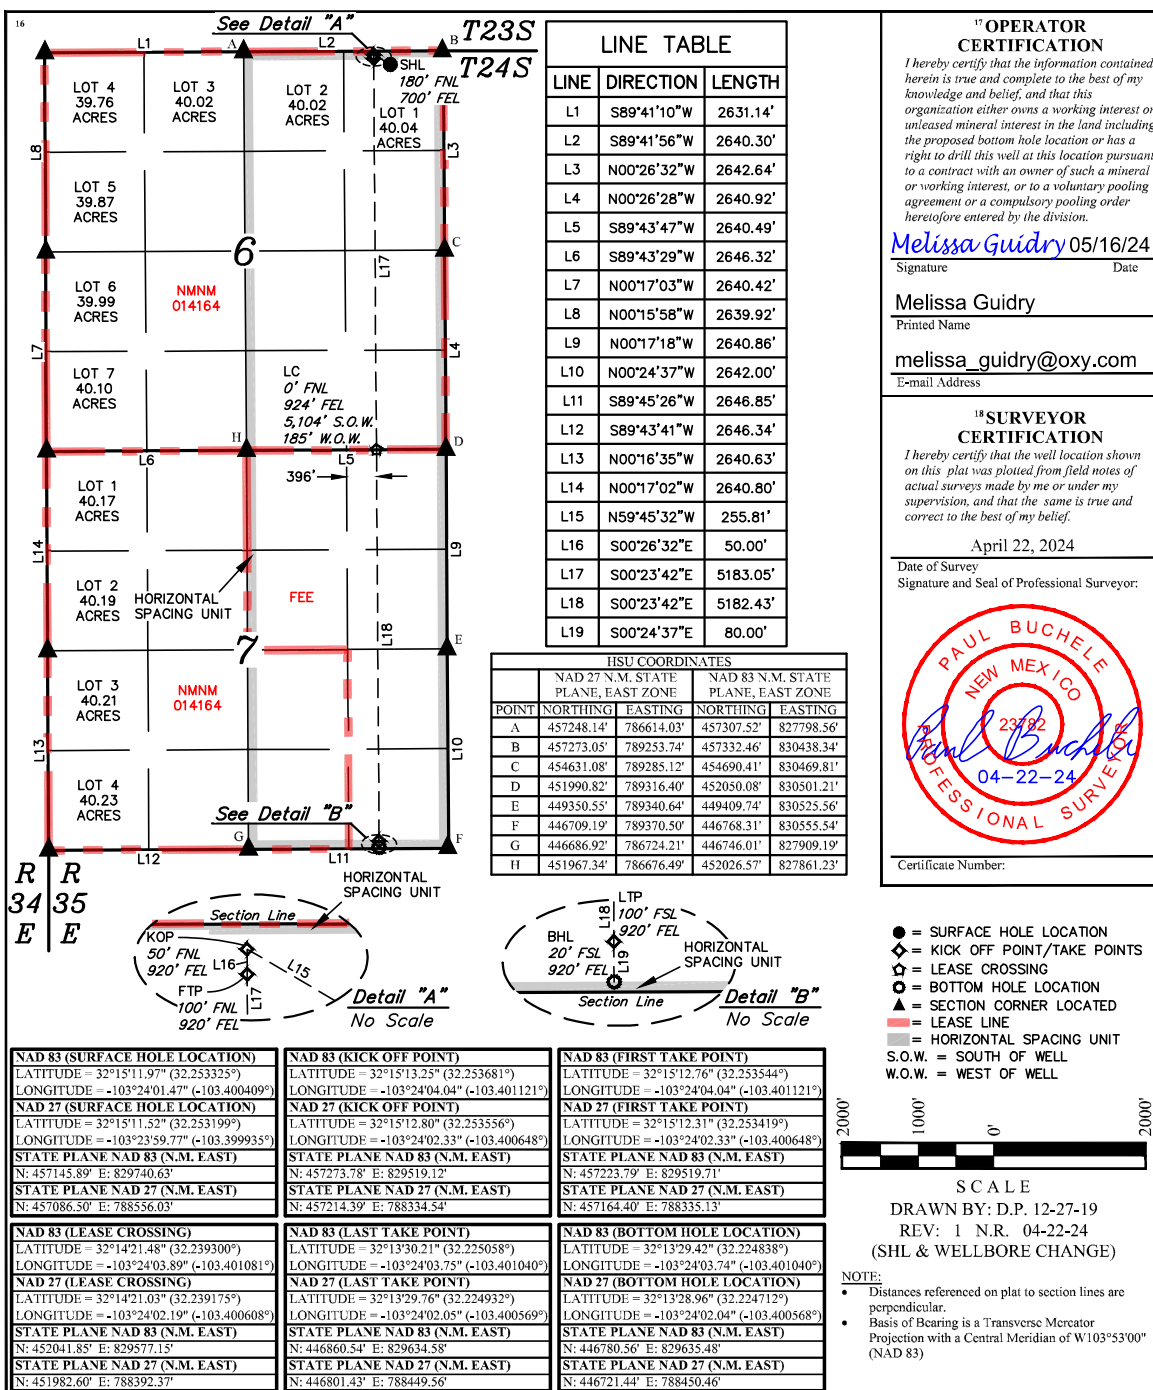 16
See Detail "A"
T23S
T24S
L1
A
L2
B
SHL
180' FNL
700' FEL
LOT 4
39.76
ACRES
LOT 3
40.02
ACRES
LOT 2
40.02
ACRES
LOT 1
40.04
ACRES
L8
L3
LOT 5
39.87
ACRES
6
C
L17
LOT 6
39.99
ACRES
NMNM
014164
L7
L4
LOT 7
40.10
ACRES
LC
0' FNL
924' FEL
5,104' S.O.W.
185' W.O.W.
H
D
L6
L5
396'
LOT 1
40.17
ACRES
L14
L9
LOT 2
40.19
ACRES
HORIZONTAL
SPACING UNIT
FEE
L18
7
E
LOT 3
40.21
ACRES
NMNM
014164
L13
L10
LOT 4
40.23
ACRES
See Detail "B"
G
F
L12
L11
R R
34 35
E E
HORIZONTAL
SPACING UNIT
Section Line
KOP
50' FNL
920' FEL
L16
L15
FTP
100' FNL
920' FEL
L17
Detail "A"
No Scale
LTP
100' FSL
920' FEL
L18
BHL
20' FSL
920' FEL
L19
HORIZONTAL
SPACING UNIT
Section Line
Detail "B"
No Scale
LINE TABLE
LINE DIRECTION LENGTH
L1 S89°41'10"W 2631.14'
L2 S89°41'56"W 2640.30'
L3 N00°26'32"W 2642.64'
L4 N00°26'28"W 2640.92'
L5 S89°43'47"W 2640.49'
L6 S89°43'29"W 2646.32'
L7 N00°17'03"W 2640.42'
L8 N00°15'58"W 2639.92'
L9 N00°17'18"W 2640.86'
L10 N00°24'37"W 2642.00'
L11 S89°45'26"W 2646.85'
L12 S89°43'41"W 2646.34'
L13 N00°16'35"W 2640.63'
L14 N00°17'02"W 2640.80'
L15 N59°45'32"W 255.81'
L16 S00°26'32"E 50.00'
L17 S00°23'42"E 5183.05'
L18 S00°23'42"E 5182.43'
L19 S00°24'37"E 80.00'
HSU COORDINATES
NAD 27 N.M. STATE PLANE, EAST ZONE NAD 83 N.M. STATE PLANE, EAST ZONE
POINT NORTHING EASTING NORTHING EASTING
A 457248.14' 786614.03' 457307.52' 827798.56'
B 457273.05' 789253.74' 457332.46' 830438.34'
C 454631.08' 789285.12' 454690.41' 830469.81'
D 451990.82' 789316.40' 452050.08' 830501.21'
E 449350.55' 789340.64' 449409.74' 830525.56'
F 446709.19' 789370.50' 446768.31' 830555.54'
G 446686.92' 786724.21' 446746.01' 827909.19'
H 451967.34' 786676.49' 452026.57' 827861.23'
17 OPERATOR
CERTIFICATION
I hereby certify that the information contained
herein is true and complete to the best of my
knowledge and belief, and that this
organization either owns a working interest or
unleased mineral interest in the land including
the proposed bottom hole location or has a
right to drill this well at this location pursuant
to a contract with an owner of such a mineral
or working interest, or to a voluntary pooling
agreement or a compulsory pooling order
heretofore entered by the division.
Melissa Guidry 05/16/24
Signature Date
Melissa Guidry
Printed Name
melissa_guidry@oxy.com
E-mail Address
18 SURVEYOR
CERTIFICATION
I hereby certify that the well location shown
on this plat was plotted from field notes of
actual surveys made by me or under my
supervision, and that the same is true and
correct to the best of my belief.
April 22, 2024
Date of Survey
Signature and Seal of Professional Surveyor:
PAUL BUCHELE
NEW MEXICO
23782
Paul Buchele
04-22-24
PROFESSIONAL SURVEYOR
Certificate Number:
= SURFACE HOLE LOCATION
= KICK OFF POINT/TAKE POINTS
= LEASE CROSSING
= BOTTOM HOLE LOCATION
= SECTION CORNER LOCATED
= LEASE LINE
= HORIZONTAL SPACING UNIT
S.O.W. = SOUTH OF WELL
W.O.W. = WEST OF WELL
2000' 1000' 0' 2000'
SCALE
DRAWN BY: D.P. 12-27-19
REV: 1 N.R. 04-22-24
(SHL & WELLBORE CHANGE)
NOTE:
• Distances referenced on plat to section lines are
perpendicular.
• Basis of Bearing is a Transverse Mercator
Projection with a Central Meridian of W103°53'00"
(NAD 83)
NAD 83 (SURFACE HOLE LOCATION)
LATITUDE = 32°15'11.97" (32.253325°)
LONGITUDE = -103°24'01.47" (-103.400409°)
NAD 27 (SURFACE HOLE LOCATION)
LATITUDE = 32°15'11.52" (32.253199°)
LONGITUDE = -103°23'59.77" (-103.399935°)
STATE PLANE NAD 83 (N.M. EAST)
N: 457145.89' E: 829740.63'
STATE PLANE NAD 27 (N.M. EAST)
N: 457086.50' E: 788556.03'
NAD 83 (KICK OFF POINT)
LATITUDE = 32°15'13.25" (32.253681°)
LONGITUDE = -103°24'04.04" (-103.401121°)
NAD 27 (KICK OFF POINT)
LATITUDE = 32°15'12.80" (32.253556°)
LONGITUDE = -103°24'02.33" (-103.400648°)
STATE PLANE NAD 83 (N.M. EAST)
N: 457273.78' E: 829519.12'
STATE PLANE NAD 27 (N.M. EAST)
N: 457214.39' E: 788334.54'
NAD 83 (FIRST TAKE POINT)
LATITUDE = 32°15'12.76" (32.253544°)
LONGITUDE = -103°24'04.04" (-103.401121°)
NAD 27 (FIRST TAKE POINT)
LATITUDE = 32°15'12.31" (32.253419°)
LONGITUDE = -103°24'02.33" (-103.400648°)
STATE PLANE NAD 83 (N.M. EAST)
N: 457223.79' E: 829519.71'
STATE PLANE NAD 27 (N.M. EAST)
N: 457164.40' E: 788335.13'
NAD 83 (LEASE CROSSING)
LATITUDE = 32°14'21.48" (32.239300°)
LONGITUDE = -103°24'03.89" (-103.401081°)
NAD 27 (LEASE CROSSING)
LATITUDE = 32°14'21.03" (32.239175°)
LONGITUDE = -103°24'02.19" (-103.400608°)
STATE PLANE NAD 83 (N.M. EAST)
N: 452041.85' E: 829577.15'
STATE PLANE NAD 27 (N.M. EAST)
N: 451982.60' E: 788392.37'
NAD 83 (LAST TAKE POINT)
LATITUDE = 32°13'30.21" (32.225058°)
LONGITUDE = -103°24'03.75" (-103.401040°)
NAD 27 (LAST TAKE POINT)
LATITUDE = 32°13'29.76" (32.224932°)
LONGITUDE = -103°24'02.05" (-103.400569°)
STATE PLANE NAD 83 (N.M. EAST)
N: 446860.54' E: 829634.58'
STATE PLANE NAD 27 (N.M. EAST)
N: 446801.43' E: 788449.56'
NAD 83 (BOTTOM HOLE LOCATION)
LATITUDE = 32°13'29.42" (32.224838°)
LONGITUDE = -103°24'03.74" (-103.401040°)
NAD 27 (BOTTOM HOLE LOCATION)
LATITUDE = 32°13'28.96" (32.224712°)
LONGITUDE = -103°24'02.04" (-103.400568°)
STATE PLANE NAD 83 (N.M. EAST)
N: 446780.56' E: 829635.48'
STATE PLANE NAD 27 (N.M. EAST)
N: 446721.44' E: 788450.46'